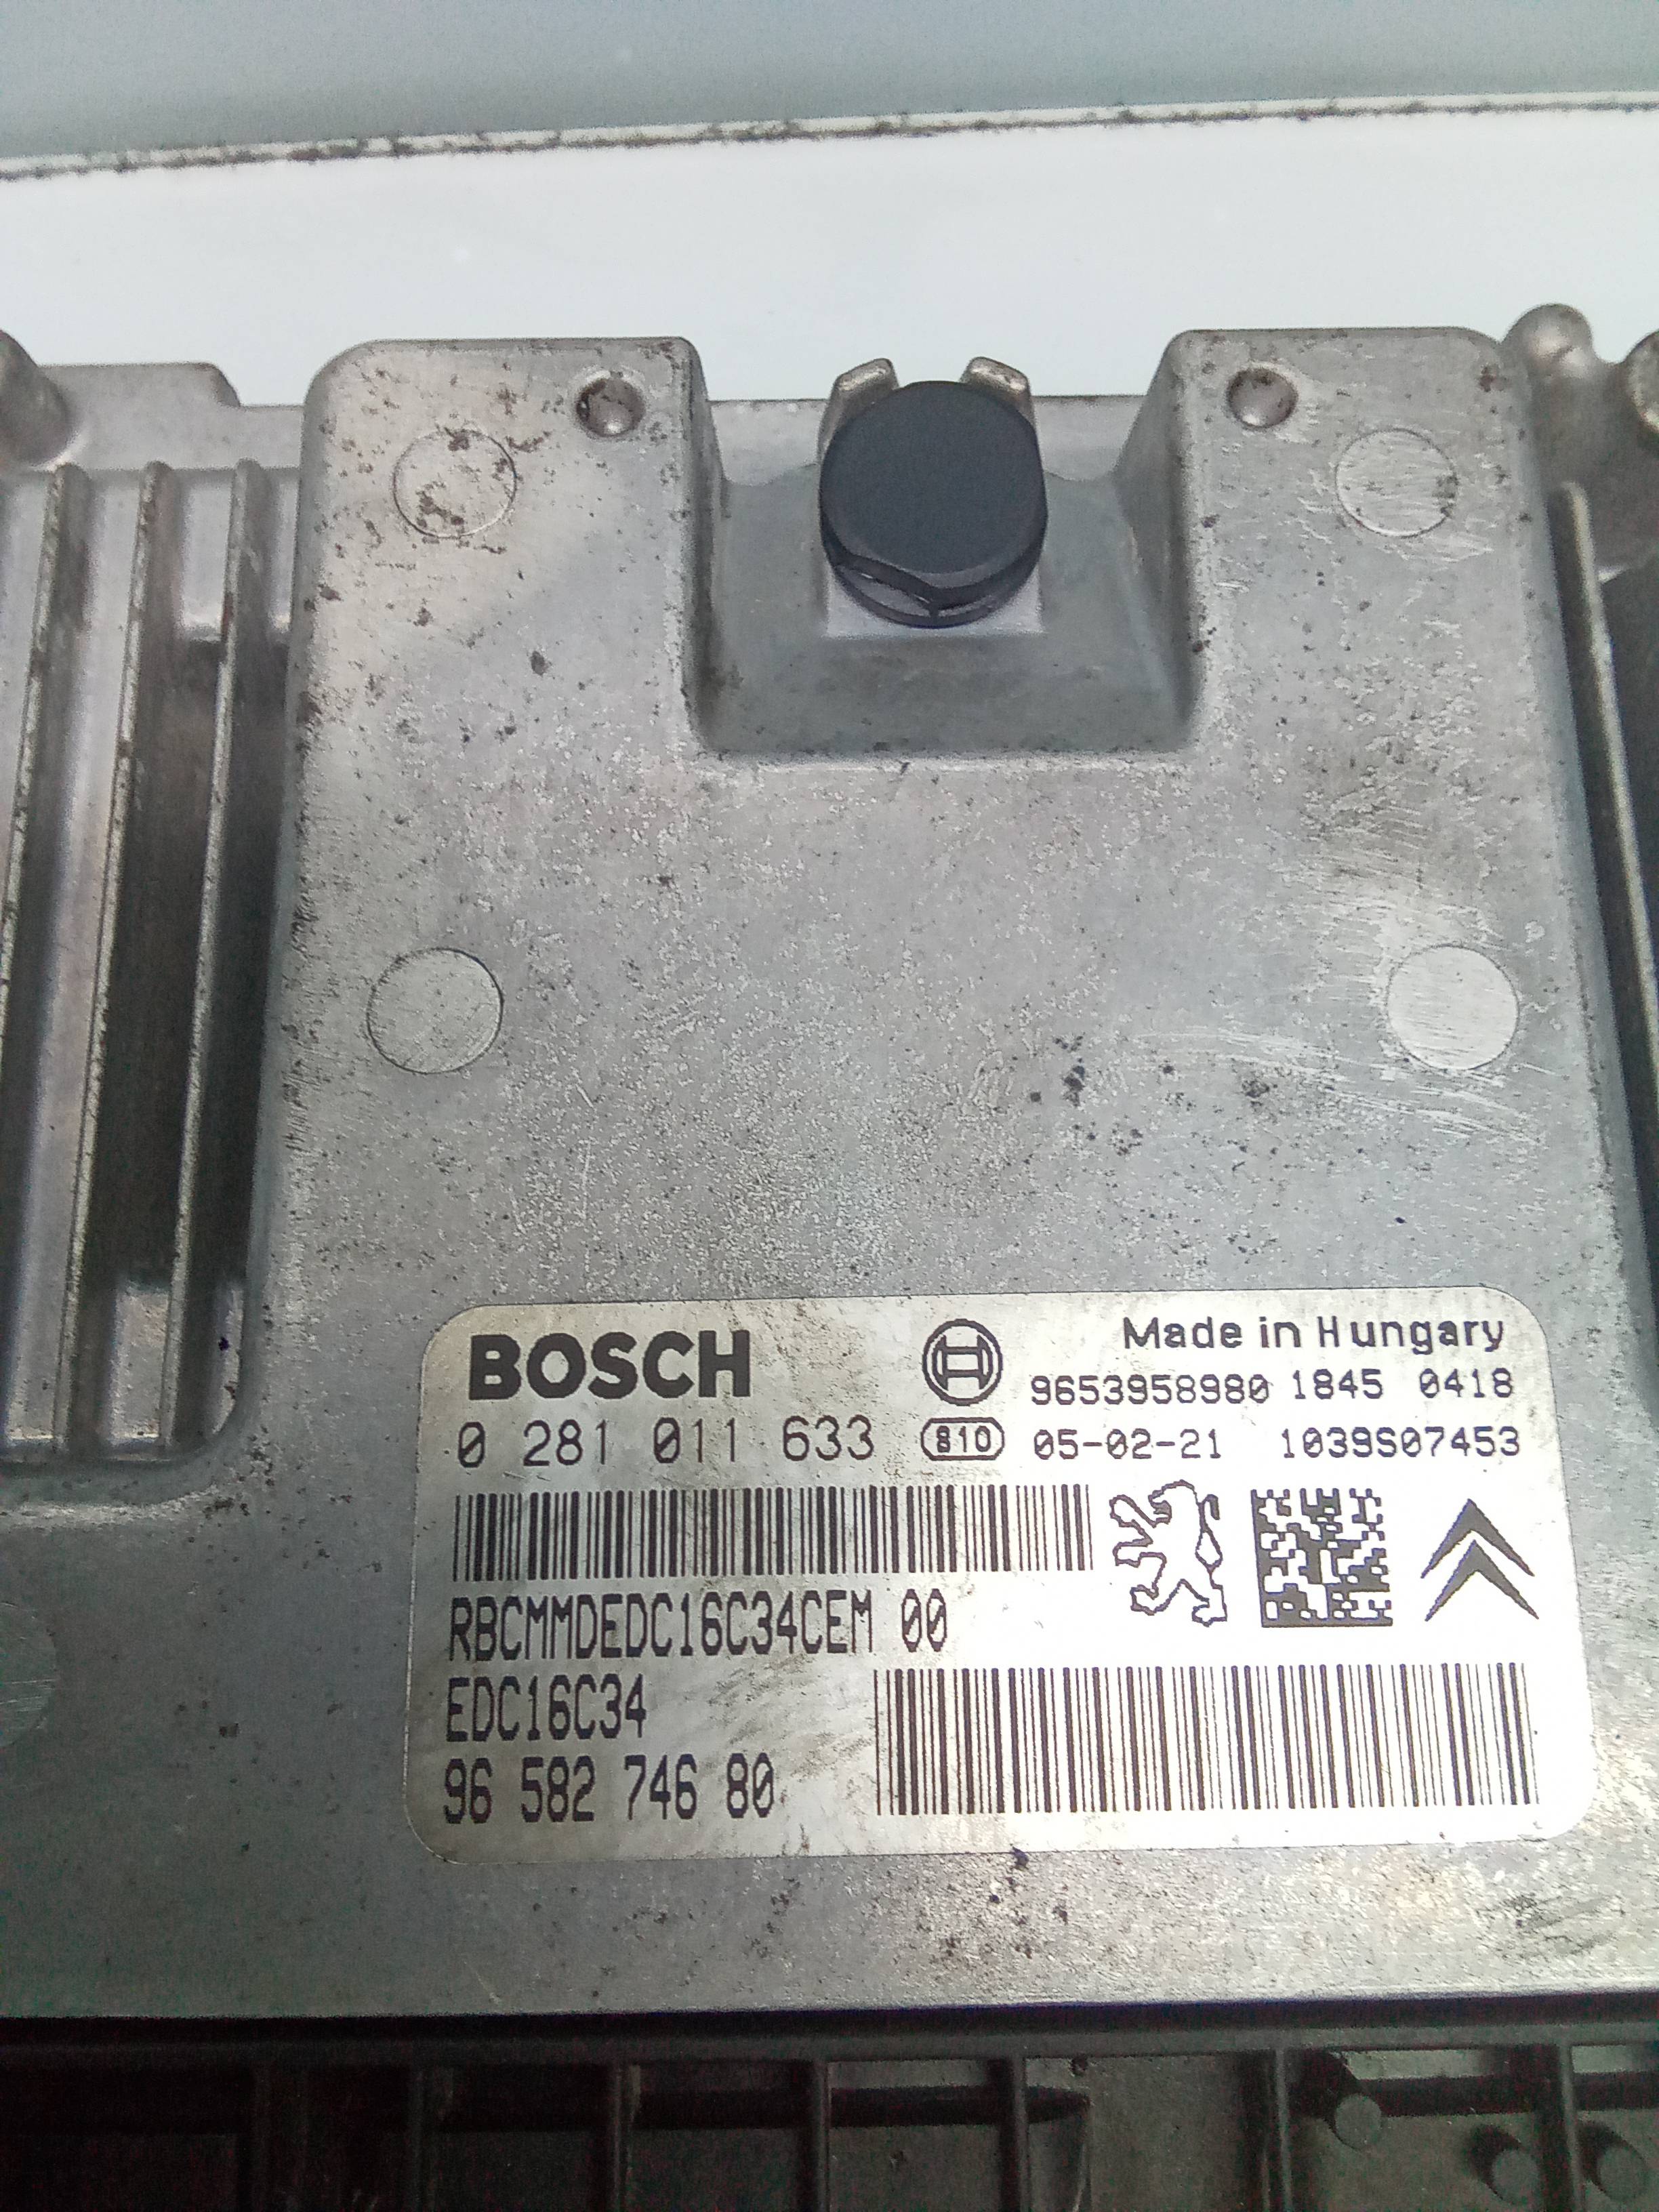 BOSCH
Made in Hungary
9653958980 1845 0418
0 281 011 633 810 05-02-21 1039S07453
RBCMMDEDC16C34CEM 00
EDC16C34
96 582 746 80